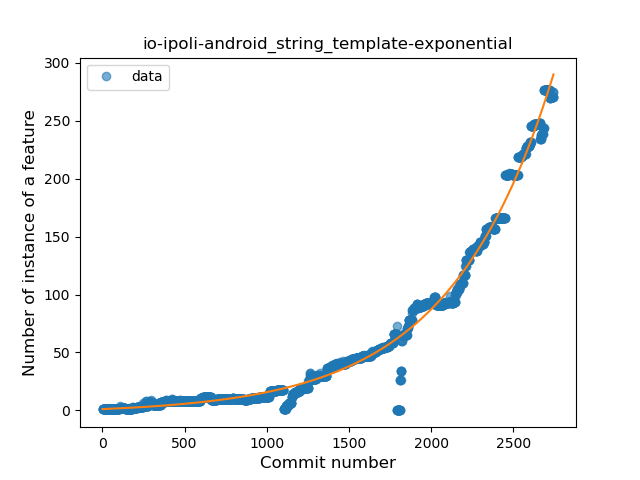 io-ipoli-android_string_template-exponential
data
Number of instance of a feature
300
250
200
150
100
50
0
0 500 1000 1500 2000 2500
Commit number